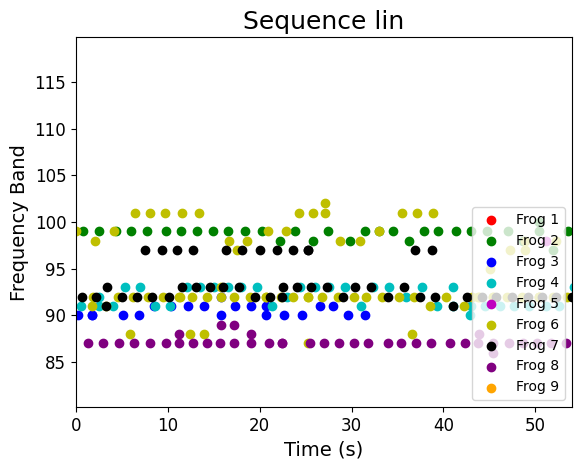 Sequence lin
Frequency Band
115
110
105
100
95
90
85
0
10
20
30
40
50
Time (s)
Frog 1
Frog 2
Frog 3
Frog 4
Frog 5
Frog 6
Frog 7
Frog 8
Frog 9